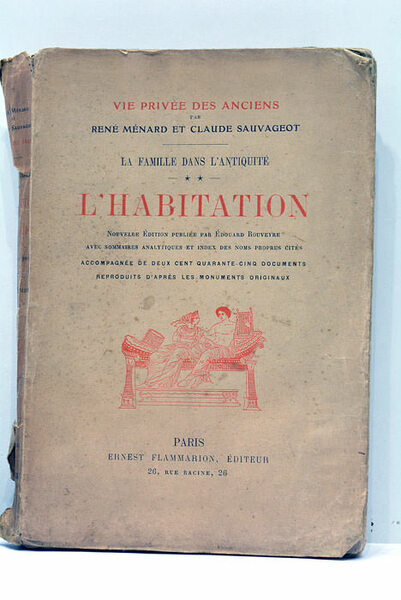 VIE PRIVÉE DES ANCIENS
PAR
RENÉ MÉNARD ET CLAUDE SAUVAGEOT
LA FAMILLE DANS L'ANTIQUITÉ
★ ★
L'HABITATION
NOUVELLE ÉDITION PUBLIÉE PAR ÉDOUARD ROUVEYRE
AVEC SOMMAIRES ANALYTIQUES ET INDEX DES NOMS PROPRES CITÉS
ACCOMPAGNÉE DE DEUX CENT QUARANTE-CINQ DOCUMENTS
REPRODUITS D'APRÈS LES MONUMENTS ORIGINAUX
PARIS
ERNEST FLAMMARION, ÉDITEUR
26, RUE RACINE, 26